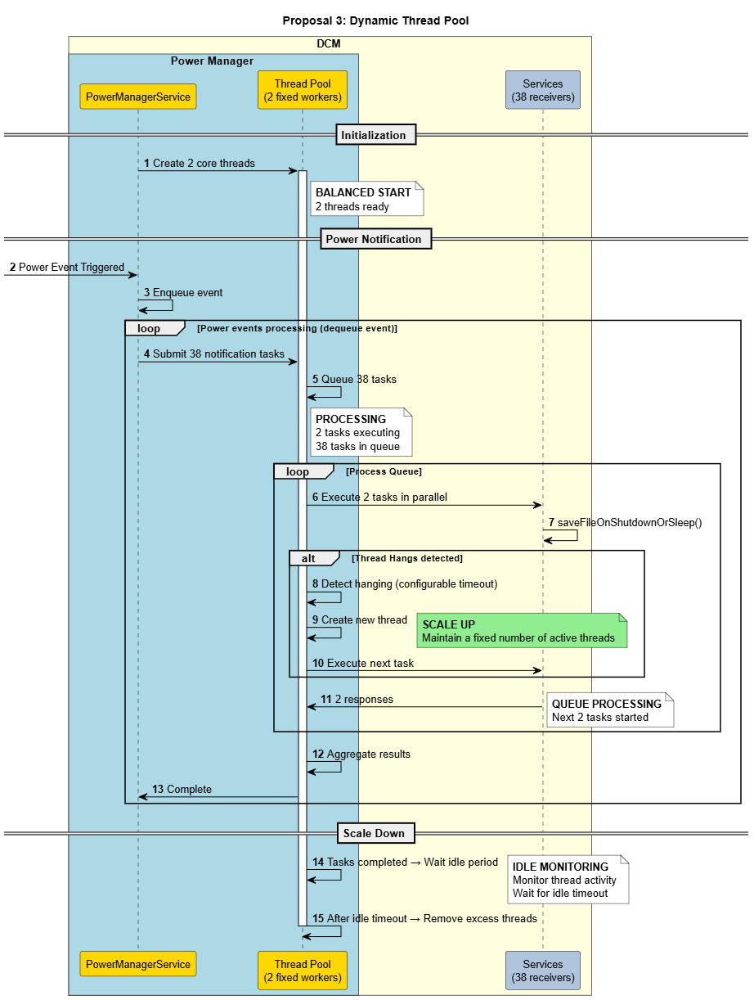 Proposal 3: Dynamic Thread Pool
DCM
Power Manager
PowerManagerService
Thread Pool
(2 fixed workers)
Services
(38 receivers)
Initialization
1 Create 2 core threads
BALANCED START
2 threads ready
Power Notification
2 Power Event Triggered
3 Enqueue event
loop
[Power events processing (dequeue event)]
4 Submit 38 notification tasks
5 Queue 38 tasks
PROCESSING
2 tasks executing
38 tasks in queue
loop
[Process Queue]
6 Execute 2 tasks in parallel
7 saveFileOnShutdownOrSleep()
alt
[Thread Hangs detected]
8 Detect hanging (configurable timeout)
9 Create new thread
SCALE UP
Maintain a fixed number of active threads
10 Execute next task
11 2 responses
QUEUE PROCESSING
Next 2 tasks started
12 Aggregate results
13 Complete
Scale Down
14 Tasks completed → Wait idle period
IDLE MONITORING
Monitor thread activity
Wait for idle timeout
15 After idle timeout → Remove excess threads
PowerManagerService
Thread Pool
(2 fixed workers)
Services
(38 receivers)